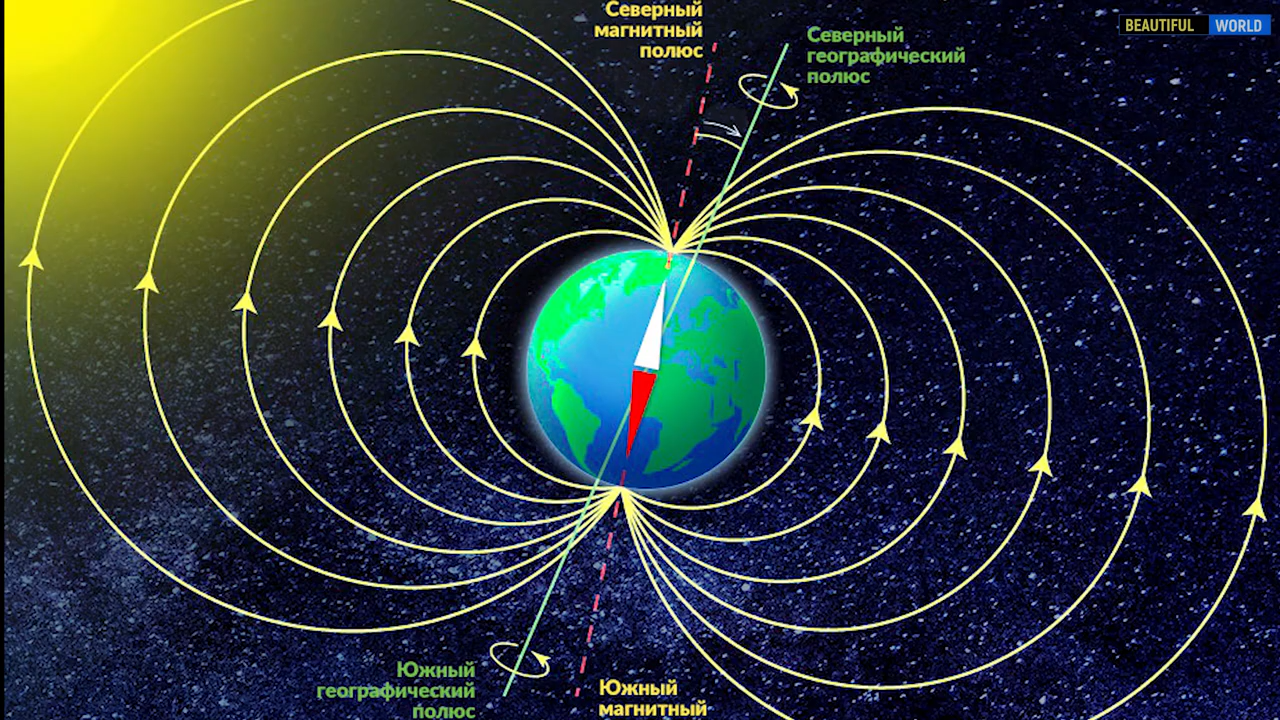 Северный
магнитный
полюс
Северный
географический
полюс
BEAUTIFUL WORLD
Южный
географический
полюс
Южный
магнитный